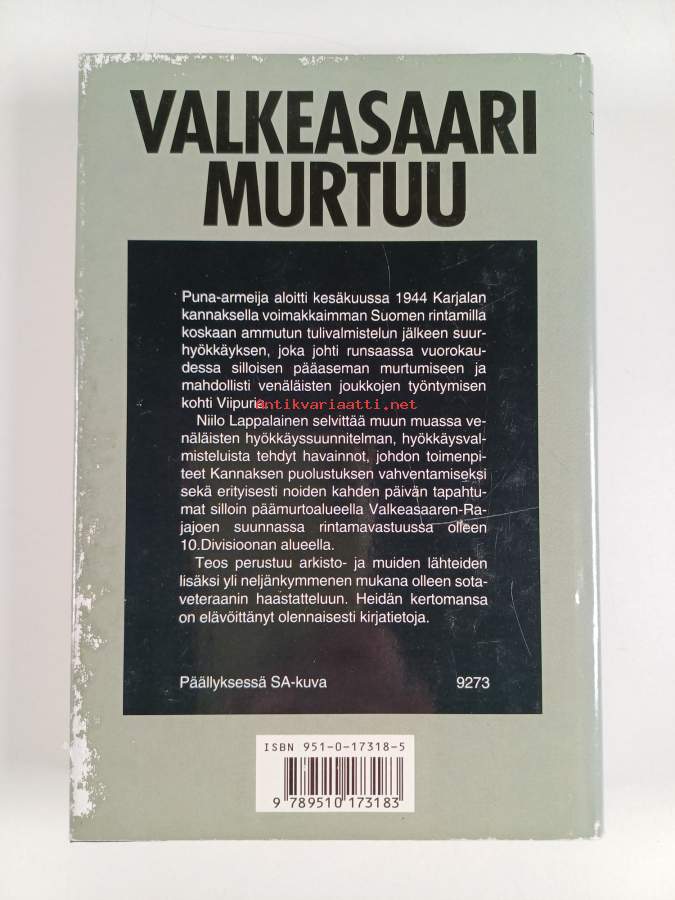 VALKEASAARI
MURTUU
Puna-armeija aloitti kesäkuussa 1944 Karjalan
kannaksella voimakkaimman Suomen rintamilla
koskaan ammutun tulivalmistelun jälkeen suur-
hyökkäyksen, joka johti runsaassa vuorokau-
dessa silloisen pääaseman murtumiseen ja
mahdollisti venäläisten joukkojen työntymisen
kohti Viipuria.
antikvariaatti.net
Niilo Lappalainen selvittää muun muassa ve-
näläisten hyökkäyssuunnitelman, hyökkäysval-
misteluista tehdyt havainnot, johdon toimenpi-
teet Kannaksen puolustuksen vahventamiseksi
sekä erityisesti noiden kahden päivän tapahtu-
mat silloin päämurtoalueella Valkeasaaren-Ra-
jajoen suunnassa rintamavastuussa olleen
10.Divisioonan alueella.
Teos perustuu arkisto- ja muiden lähteiden
lisäksi yli neljänkymmenen mukana olleen sota-
veteraanin haastatteluun. Heidän kertomansa
on elävöittänyt olennaisesti kirjatietoja.
Päällyksessä SA-kuva 9273
ISBN 951-0-17318-5
9 789510 173183